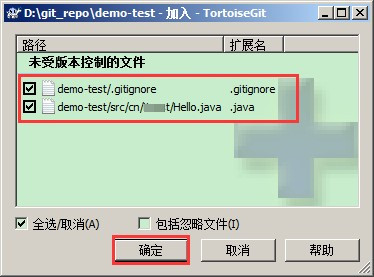 D:\git_repo\demo-test - 加入 - TortoiseGit
路径 扩展名
未受版本控制的文件
demo-test/.gitignore .gitignore
demo-test/src/cn/ t/Hello.java .java
全选/取消(A) 包括忽略文件(I)
确定 取消 帮助